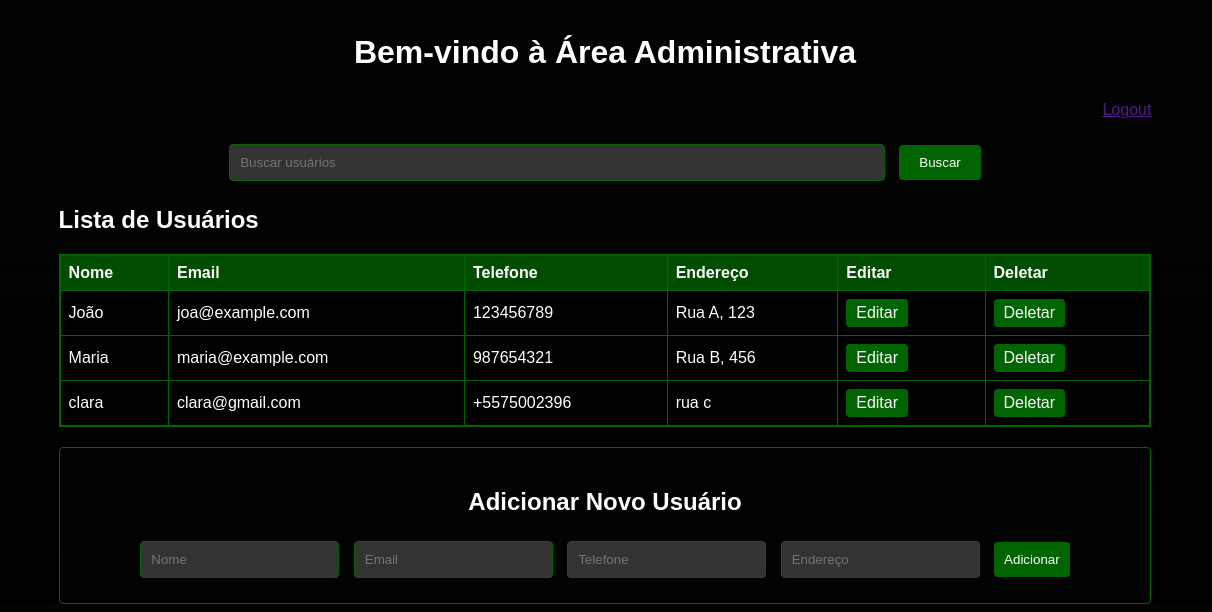 Bem-vindo à Área Administrativa
Logout
Buscar usuários Buscar
Lista de Usuários
Nome Email Telefone Endereço Editar Deletar
João joa@example.com 123456789 Rua A, 123 Editar Deletar
Maria maria@example.com 987654321 Rua B, 456 Editar Deletar
clara clara@gmail.com +5575002396 rua c Editar Deletar
Adicionar Novo Usuário
Nome Email Telefone Endereço Adicionar